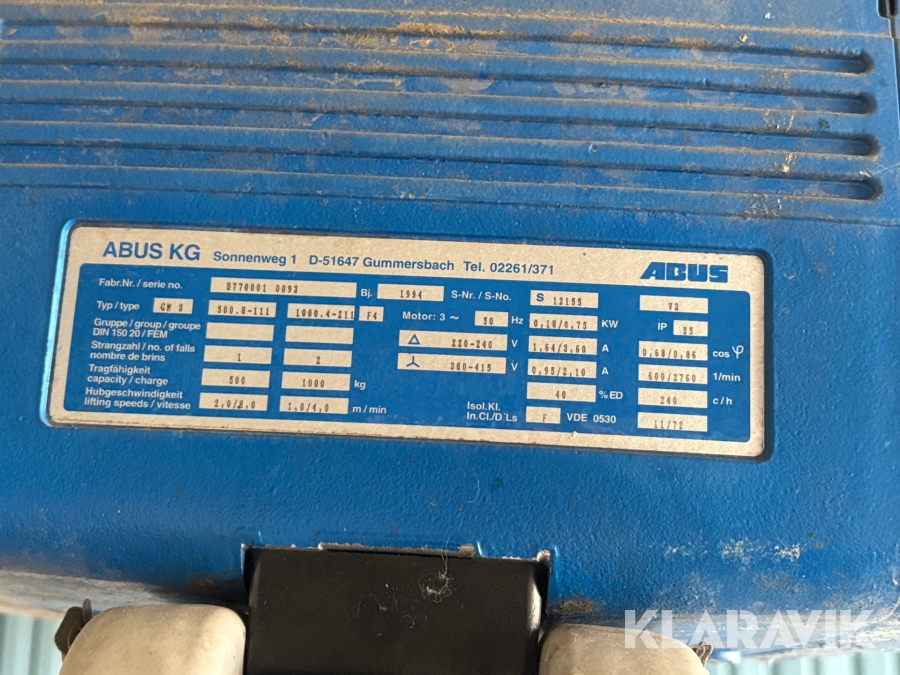 ABUS KG Sonnenweg 1 D-51647 Gummersbach Tel. 02261/371 ABUS
Fabr.Nr./serie no. D770001 0093 Bj. 1994 S-Nr./S-No. S 12155 V3
Typ/type GM 3 500.8-111 1000.4-211 F4 Motor: 3 ~ 50 Hz 0,18/0,75 KW IP 55
Gruppe/group/groupe
DIN 150 20/FEM △ 220-240 V 1,64/3,60 A 0,68/0,86 cos φ
Strangzahl/no. of falls
nombre de brins 1 2 380-415 V 0,95/2,10 A 600/2760 1/min
Tragfähigkeit
capacity/charge 500 1000 kg 40 %ED 240 c/h
Hubgeschwindigkeit
lifting speeds/vitesse 2,0/8,0 1,0/4,0 m/min Isol.Kl.
In.Cl./D'Ls F VDE 0530 11/72
KLARAVIK